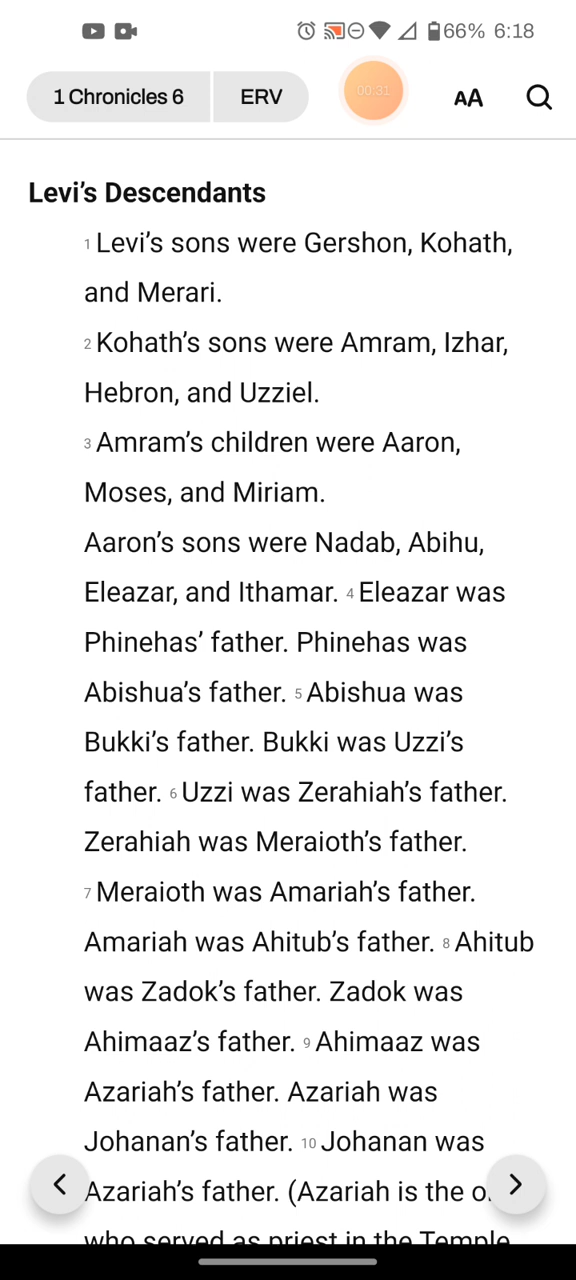 66% 6:18
1 Chronicles 6 ERV 00:31 AA
Levi’s Descendants
1 Levi’s sons were Gershon, Kohath,
and Merari.
2 Kohath’s sons were Amram, Izhar,
Hebron, and Uzziel.
3 Amram’s children were Aaron,
Moses, and Miriam.
Aaron’s sons were Nadab, Abihu,
Eleazar, and Ithamar. 4 Eleazar was
Phinehas’ father. Phinehas was
Abishua’s father. 5 Abishua was
Bukki’s father. Bukki was Uzzi’s
father. 6 Uzzi was Zerahiah’s father.
Zerahiah was Meraioth’s father.
7 Meraioth was Amariah’s father.
Amariah was Ahitub’s father. 8 Ahitub
was Zadok’s father. Zadok was
Ahimaaz’s father. 9 Ahimaaz was
Azariah’s father. Azariah was
Johanan’s father. 10 Johanan was
Azariah’s father. (Azariah is the
who served as priest in the Temple